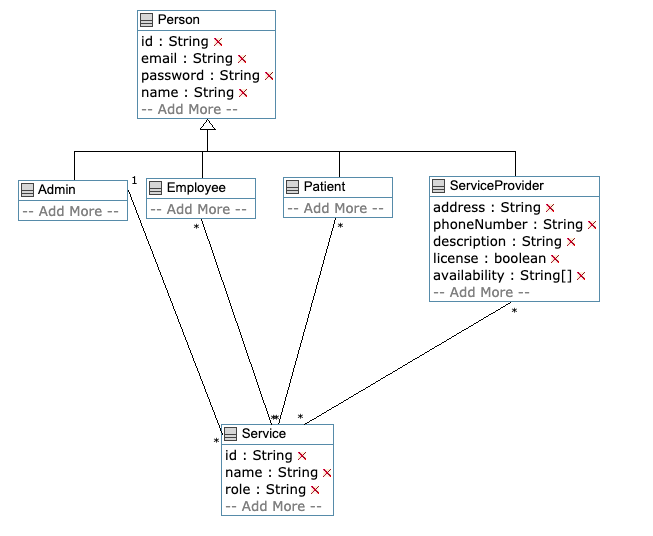 Person
id : String
email : String
password : String
name : String
-- Add More --
Admin
-- Add More --
1
Employee
-- Add More --
*
Patient
-- Add More --
*
ServiceProvider
address : String
phoneNumber : String
description : String
license : boolean
availability : String[]
-- Add More --
*
*
*
*
*
Service
id : String
name : String
role : String
-- Add More --